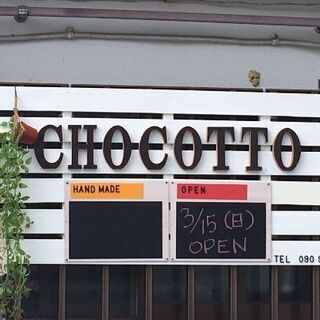 CHOCOTTO
HAND MADE
OPEN
3/15(日)
OPEN
TEL 090